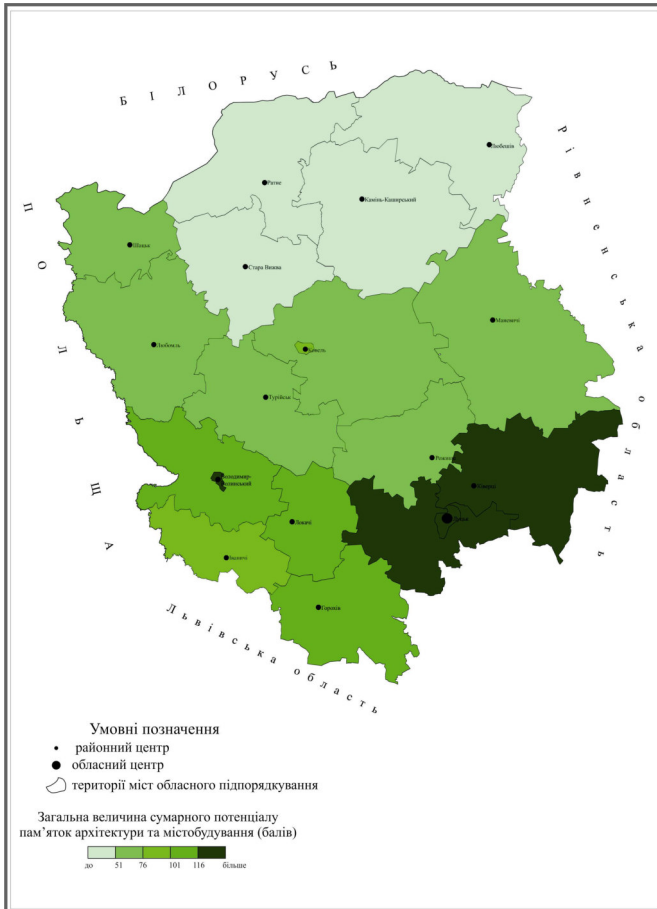 БІЛОРУСЬ
Рівненська область
ПОЛЬЩА
Любешів
Ратне
Камінь-Каширський
Шацьк
Стара Вижва
Маневичі
Любомль
Ковель
Турійськ
Рожище
Володимир-
Волинський
Ківерці
Локачі
Луцьк
Іваничі
Горохів
Львівська область
Умовні позначення
районний центр
обласний центр
території міст обласного підпорядкування
Загальна величина сумарного потенціалу
пам’яток архітектури та містобудування (балів)
до 51 76 101 116 більше